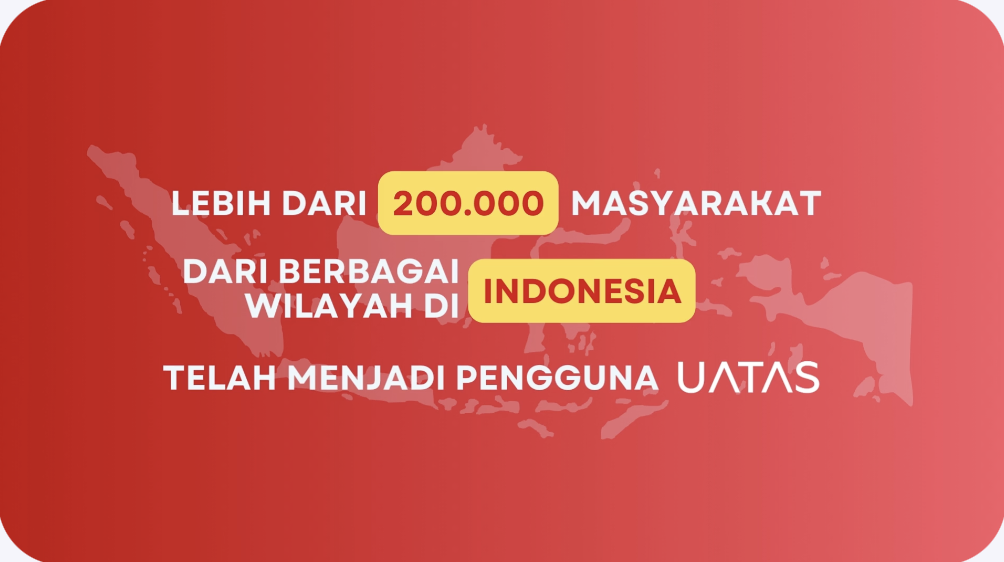 LEBIH DARI 200.000 MASYARAKAT
DARI BERBAGAI
WILAYAH DI INDONESIA
TELAH MENJADI PENGGUNA UATAS